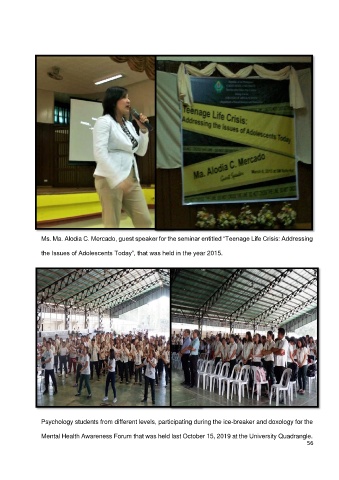 Teenage Life Crisis:
Addressing the Issues of Adolescents Today
Ma. Alodia C. Mercado
Guest Speaker
Ms. Ma. Alodia C. Mercado, guest speaker for the seminar entitled "Teenage Life Crisis: Addressing
the Issues of Adolescents Today", that was held in the year 2015.
Psychology students from different levels, participating during the ice-breaker and doxology for the
Mental Health Awareness Forum that was held last October 15, 2019 at the University Quadrangle.
56